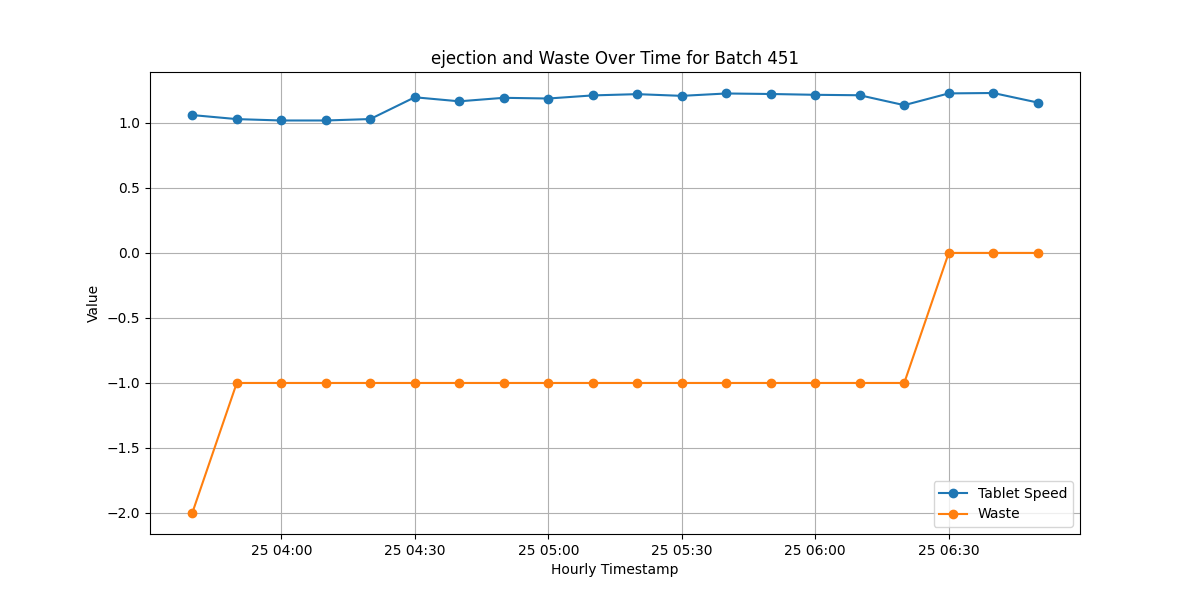 ejection and Waste Over Time for Batch 451
Value
1.0
0.5
0.0
−0.5
−1.0
−1.5
−2.0
25 04:00
25 04:30
25 05:00
25 05:30
25 06:00
25 06:30
Hourly Timestamp
Tablet Speed
Waste